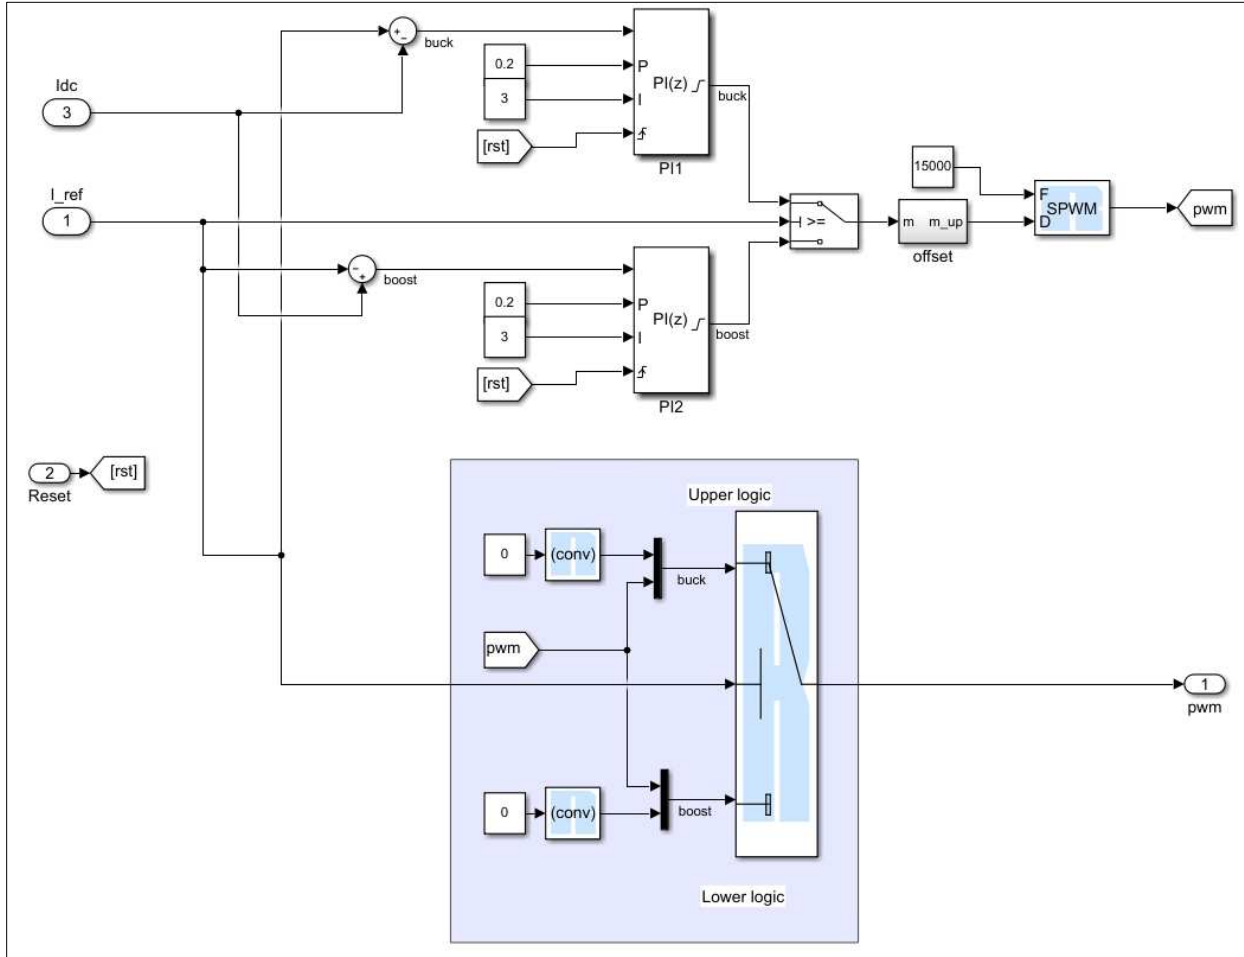 buck
Idc
3
0.2
3
[rst]
P
I
PI(z)
PI1
buck
I_ref
1
>=
m m_up
offset
15000
F
D
SPWM
pwm
boost
0.2
3
[rst]
P
I
PI(z)
PI2
boost
2
Reset
[rst]
Upper logic
0
(conv)
buck
pwm
1
pwm
0
(conv)
boost
Lower logic